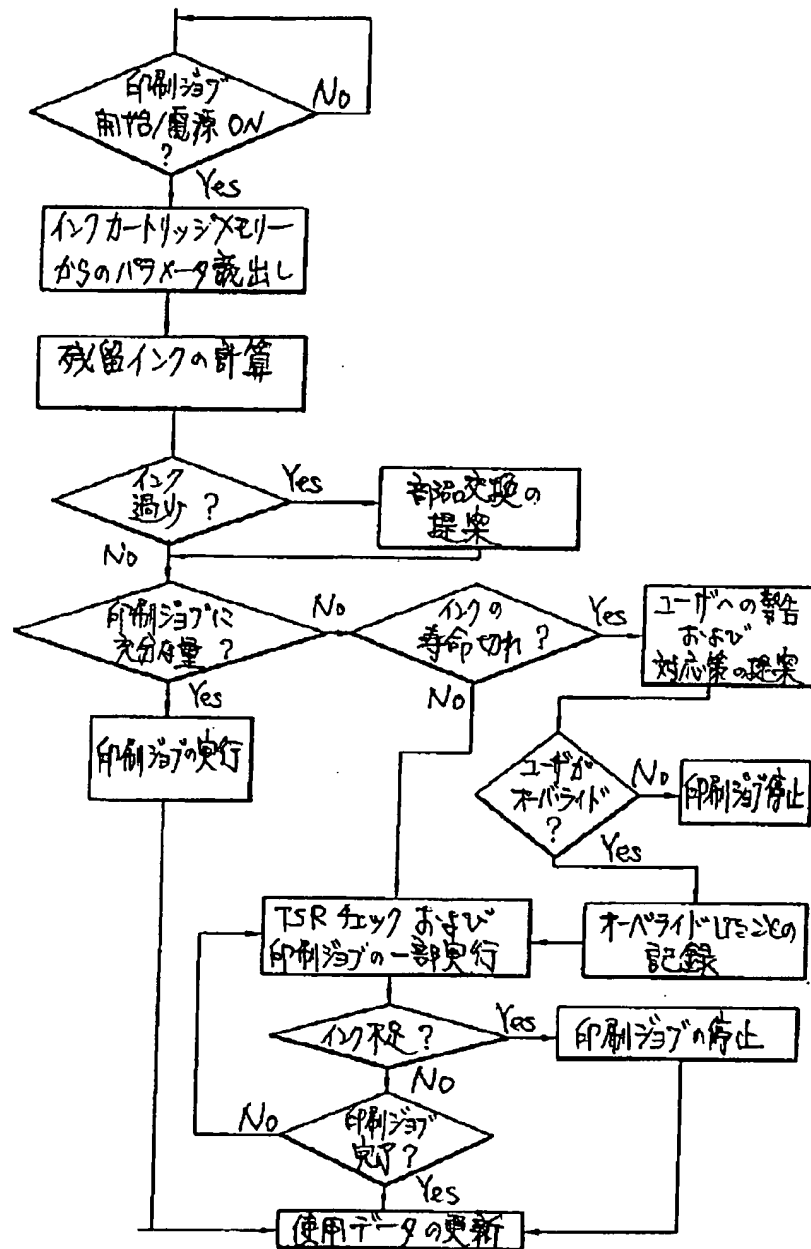 印刷ジョブ
開始/電源 ON
?
No
Yes
インクカートリッジメモリー
からのパラメータ読出し
残留インクの計算
インク
過少?
Yes
部品交換の
提案
No
印刷ジョブに
充分な量?
No
インクの
寿命切れ?
Yes
ユーザへの警告
および
対応策の提案
Yes
No
印刷ジョブの実行
ユーザが
オーバライド
?
No
印刷ジョブ停止
Yes
TSRチェックおよび
印刷ジョブの一部実行
オーバライドしたことの
記録
インク不足?
Yes
印刷ジョブの停止
No
No
印刷ジョブ
完了?
Yes
使用データの更新